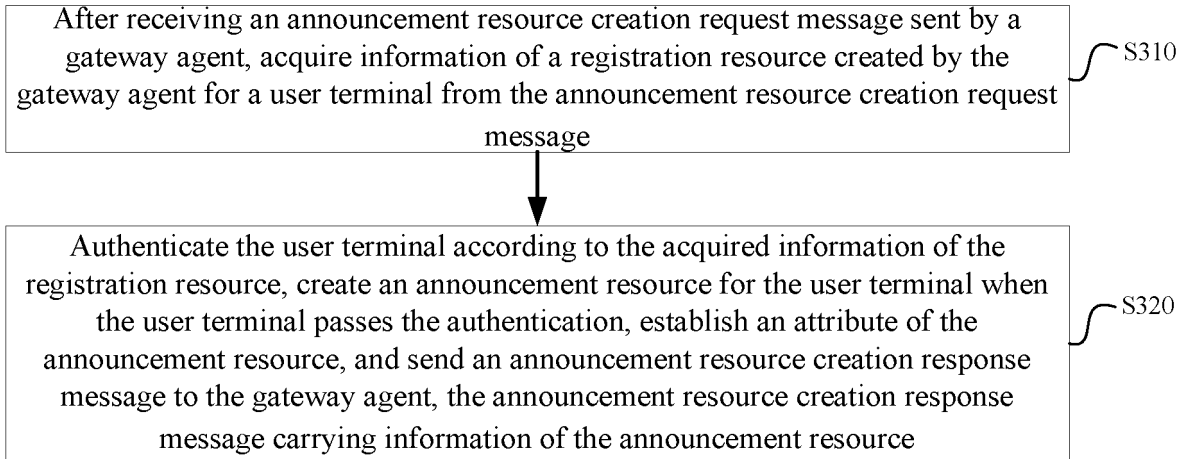 After receiving an announcement resource creation request message sent by a
gateway agent, acquire information of a registration resource created by the
gateway agent for a user terminal from the announcement resource creation request
message
S310
Authenticate the user terminal according to the acquired information of the
registration resource, create an announcement resource for the user terminal when
the user terminal passes the authentication, establish an attribute of the
announcement resource, and send an announcement resource creation response
message to the gateway agent, the announcement resource creation response
message carrying information of the announcement resource
S320